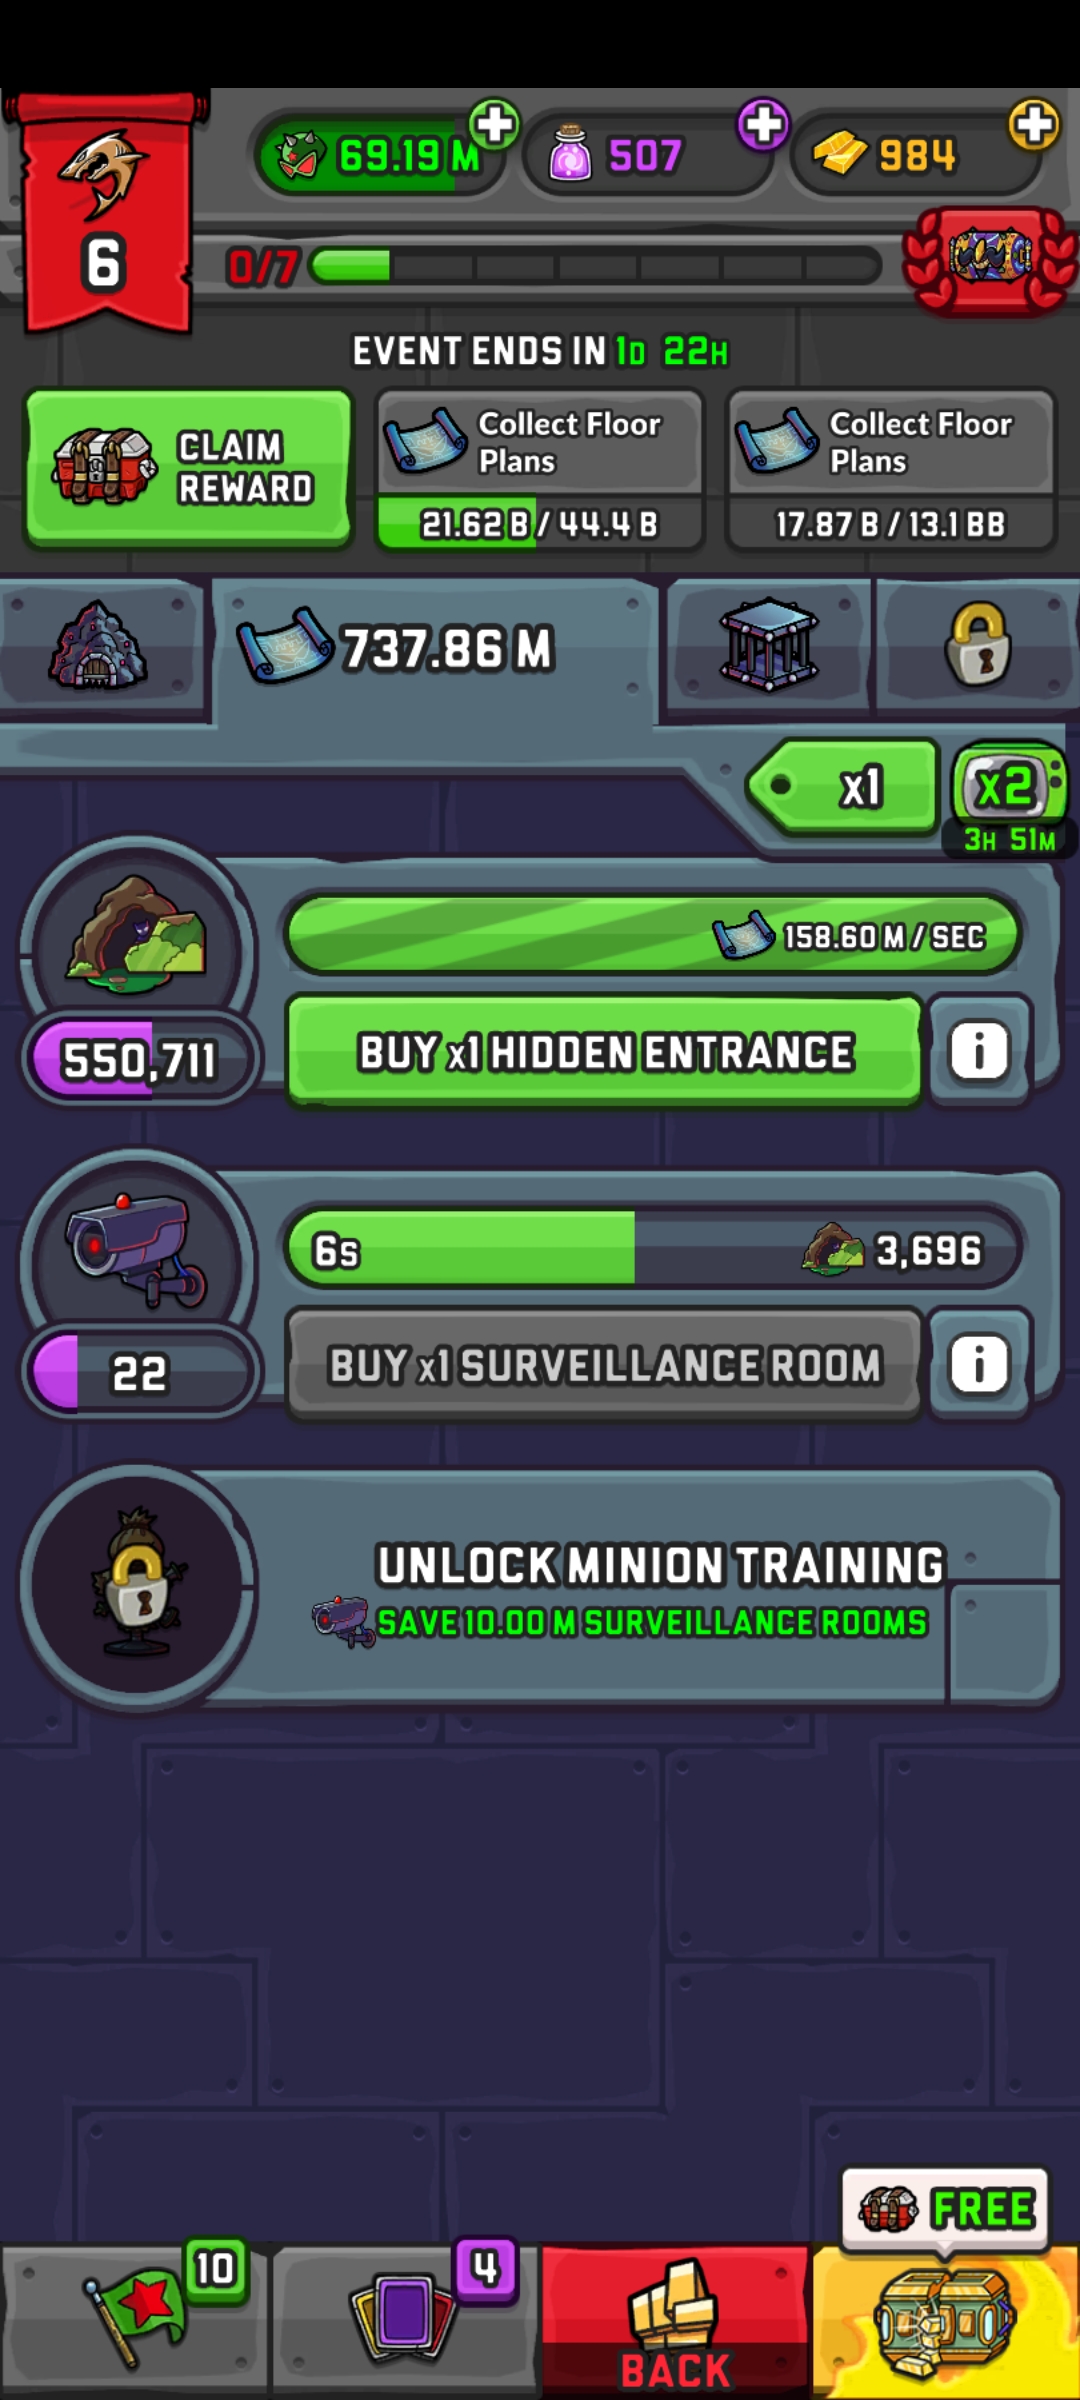 69.19 M
507
984
6
0/7
EVENT ENDS IN 1D 22H
CLAIM
REWARD
Collect Floor
Plans
21.62 B / 44.4 B
Collect Floor
Plans
17.87 B / 13.1 BB
737.86 M
x1
x2
3H 51M
158.60 M / SEC
550,711
BUY x1 HIDDEN ENTRANCE
i
6S
3,696
22
BUY x1 SURVEILLANCE ROOM
i
UNLOCK MINION TRAINING
SAVE 10.00 M SURVEILLANCE ROOMS
FREE
10
4
BACK